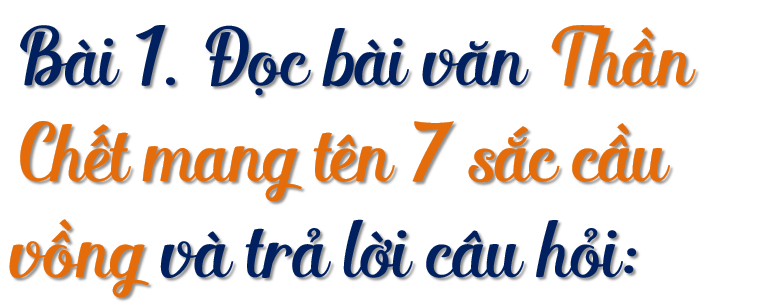 Bài 1. Đọc bài văn Thần
Chết mang tên 7 sắc cầu
vồng và trả lời câu hỏi: